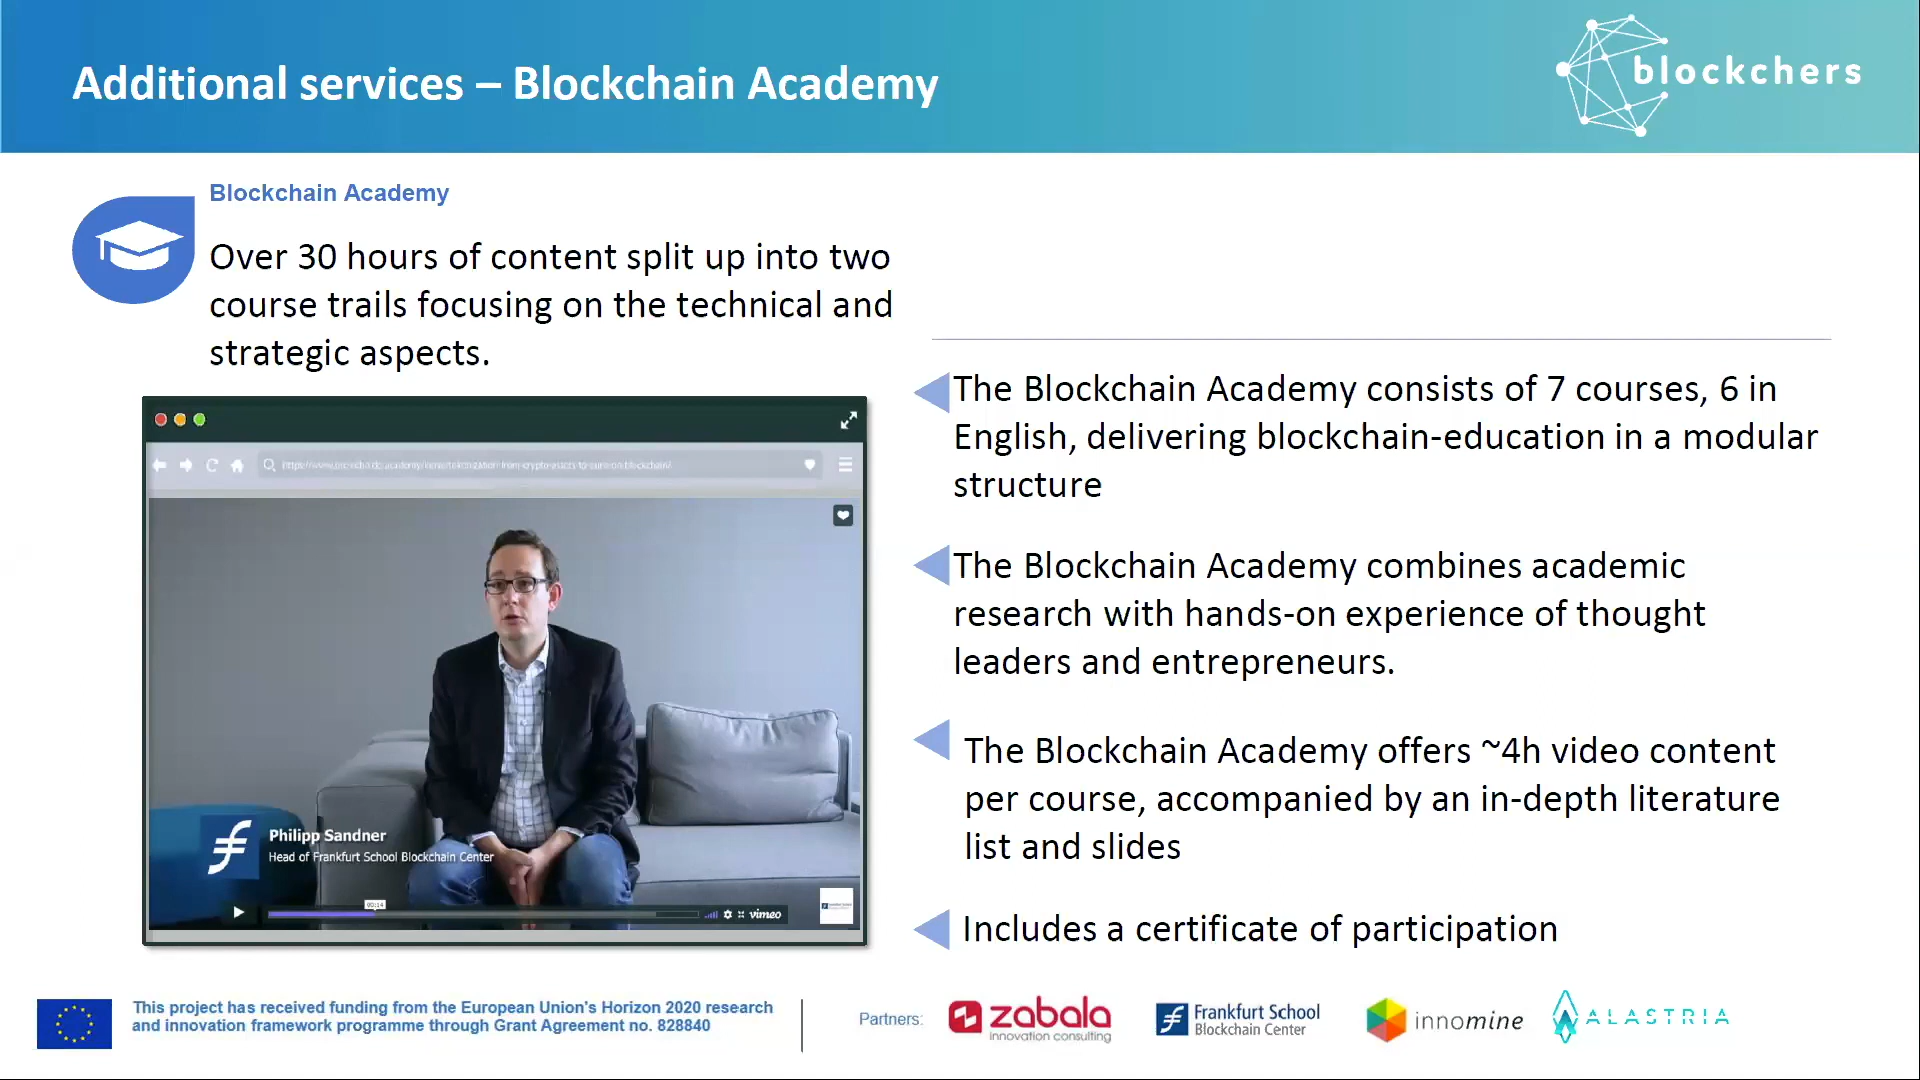 Additional services – Blockchain Academy
blockchers
Blockchain Academy
Over 30 hours of content split up into two
course trails focusing on the technical and
strategic aspects.
Philipp Sandner
Head of Frankfurt School Blockchain Center
00:14
vimeo
The Blockchain Academy consists of 7 courses, 6 in
English, delivering blockchain-education in a modular
structure
The Blockchain Academy combines academic
research with hands-on experience of thought
leaders and entrepreneurs.
The Blockchain Academy offers ~4h video content
per course, accompanied by an in-depth literature
list and slides
Includes a certificate of participation
This project has received funding from the European Union's Horizon 2020 research
and innovation framework programme through Grant Agreement no. 828840
Partners:
zabala
innovation consulting
Frankfurt School
Blockchain Center
innomine
ALASTRIA